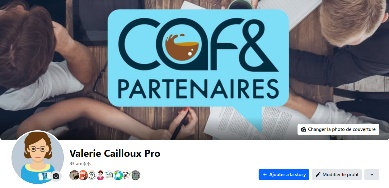 CAF&
PARTENAIRES
Changer la photo de couverture
Valerie Cailloux Pro
Ajouter à la story
Modifier le profil